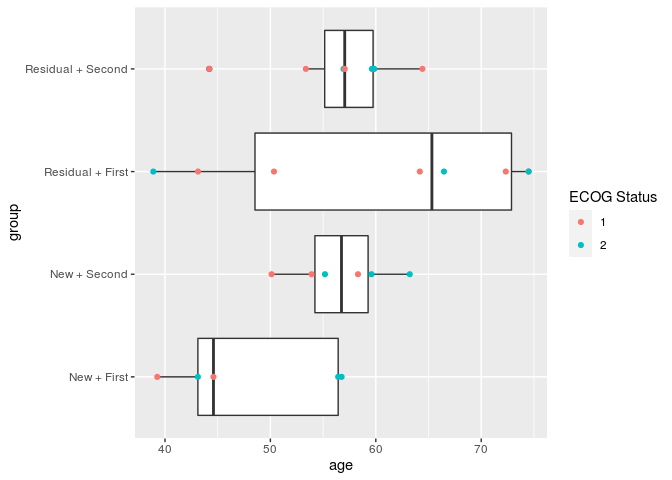 group
Residual + Second
Residual + First
New + Second
New + First
40 50 60 70
age
ECOG Status
1
2